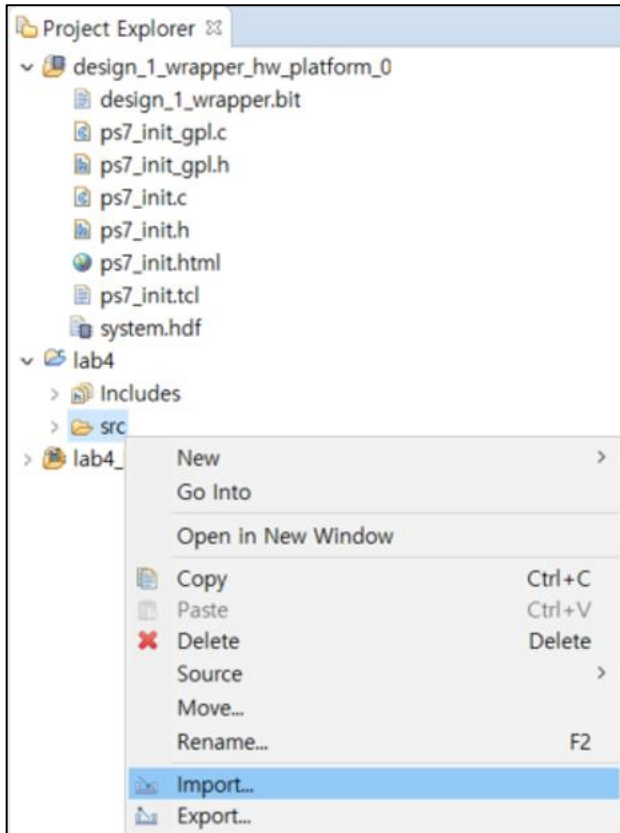 Project Explorer
design_1_wrapper_hw_platform_0
design_1_wrapper.bit
ps7_init_gpl.c
ps7_init_gpl.h
ps7_init.c
ps7_init.h
ps7_init.html
ps7_init.tcl
system.hdf
lab4
Includes
src
lab4_
New
Go Into
Open in New Window
Copy Ctrl+C
Paste Ctrl+V
Delete Delete
Source
Move...
Rename... F2
Import...
Export...